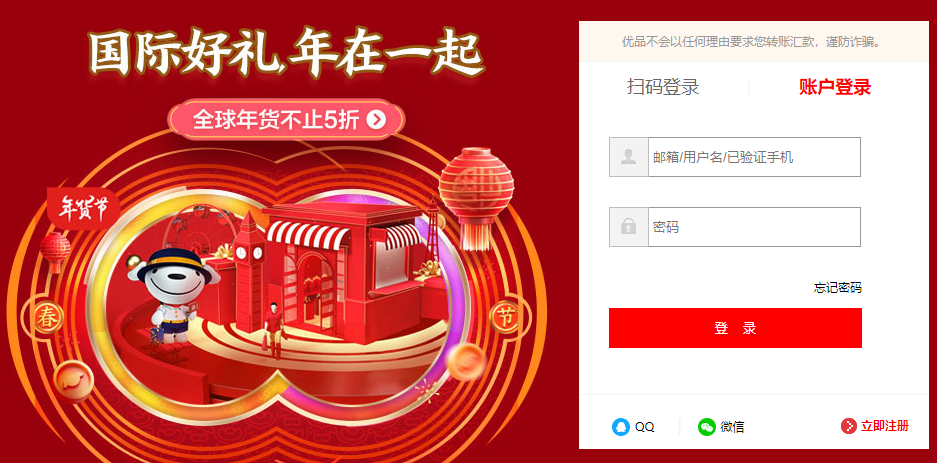 国际好礼,年在一起
全球年货不止5折
年货节
春
节
优品不会以任何理由要求您转账汇款，谨防诈骗。
扫码登录
账户登录
邮箱/用户名/已验证手机
密码
忘记密码
登 录
QQ
微信
立即注册